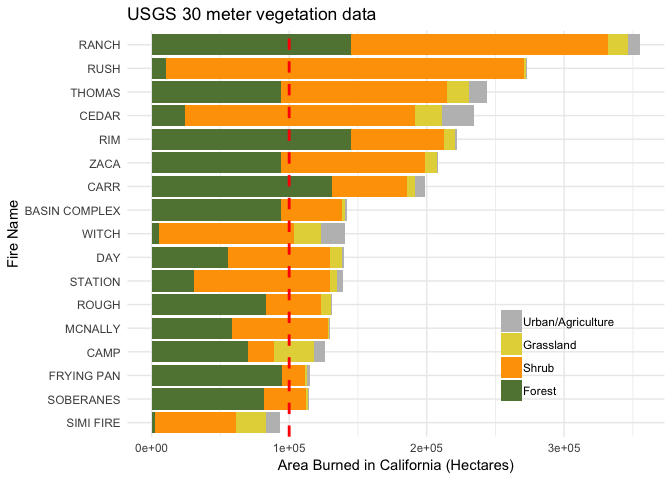 USGS 30 meter vegetation data
RANCH
RUSH
THOMAS
CEDAR
RIM
ZACA
CARR
BASIN COMPLEX
WITCH
DAY
STATION
ROUGH
MCNALLY
CAMP
FRYING PAN
SOBERANES
SIMI FIRE
Fire Name
Urban/Agriculture
Grassland
Shrub
Forest
0e+00 1e+05 2e+05 3e+05
Area Burned in California (Hectares)